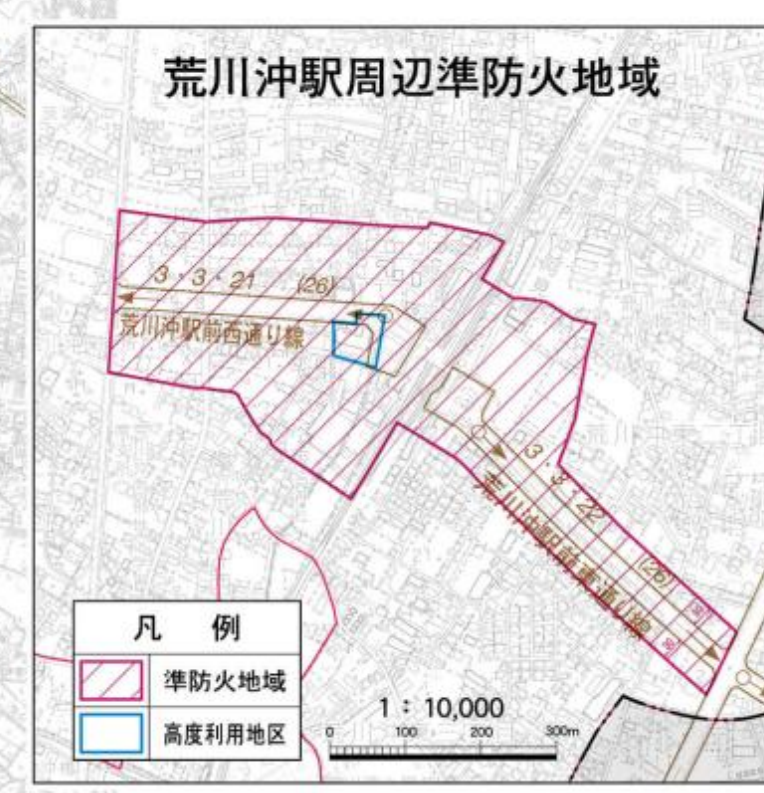 荒川沖駅周辺準防火地域
3・3・21 (26)
荒川沖駅前西通り線
3・3・22 (26)
荒川沖駅前東通り線
凡 例
準防火地域
高度利用地区
1:10,000
0 100 200 300m